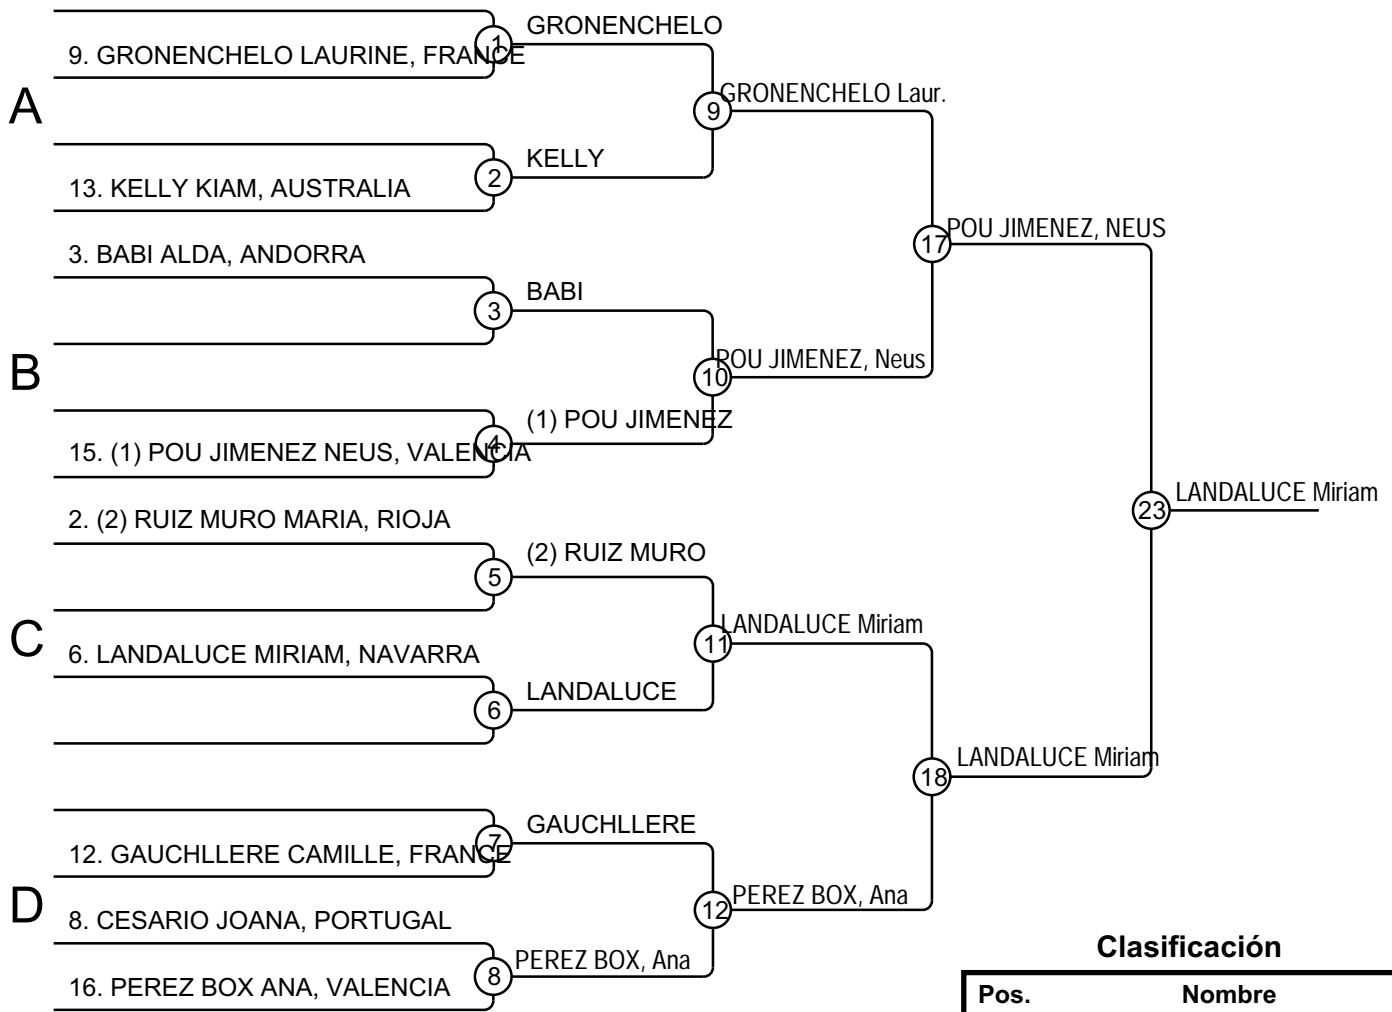 GRONENCHELO
1
9. GRONENCHELO LAURINE, FRANCE
A
GRONENCHELO Laur.
9
KELLY
2
13. KELLY KIAM, AUSTRALIA
POU JIMENEZ, NEUS
17
3. BABI ALDA, ANDORRA
BABI
3
B
POU JIMENEZ, Neus
10
(1) POU JIMENEZ
4
15. (1) POU JIMENEZ NEUS, VALENCIA
LANDALUCE Miriam
23
2. (2) RUIZ MURO MARIA, RIOJA
(2) RUIZ MURO
5
C
LANDALUCE Miriam
11
6. LANDALUCE MIRIAM, NAVARRA
LANDALUCE
6
LANDALUCE Miriam
18
GAUCHLLERE
7
12. GAUCHLLERE CAMILLE, FRANCE
D
PEREZ BOX, Ana
12
8. CESARIO JOANA, PORTUGAL
PEREZ BOX, Ana
8
16. PEREZ BOX ANA, VALENCIA
Clasificación
Pos. Nombre